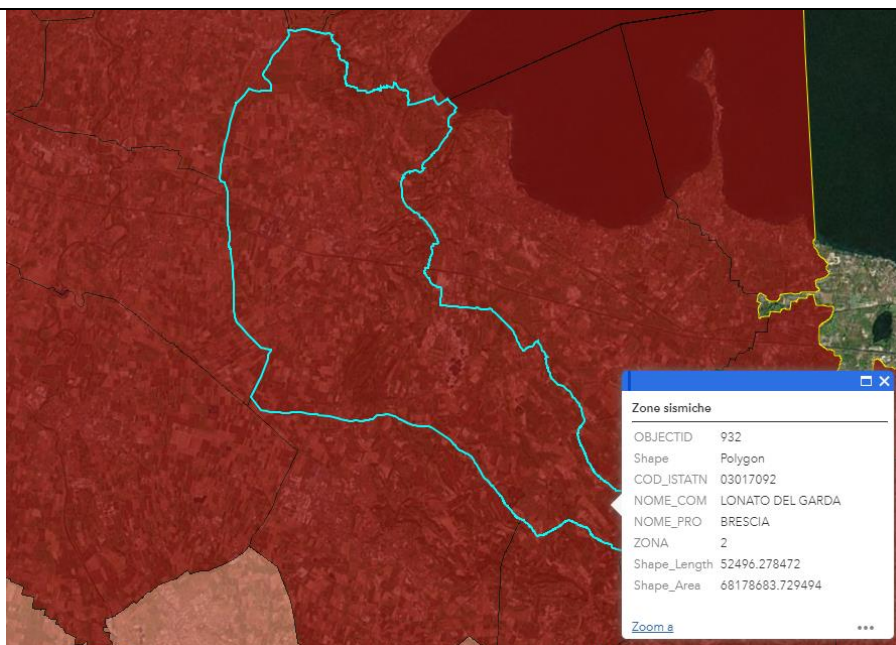 Zone sismiche
OBJECTID 932
Shape Polygon
COD_ISTATN 03017092
NOME_COM LONATO DEL GARDA
NOME_PRO BRESCIA
ZONA 2
Shape_Length 52496.278472
Shape_Area 68178683.729494
Zoom a